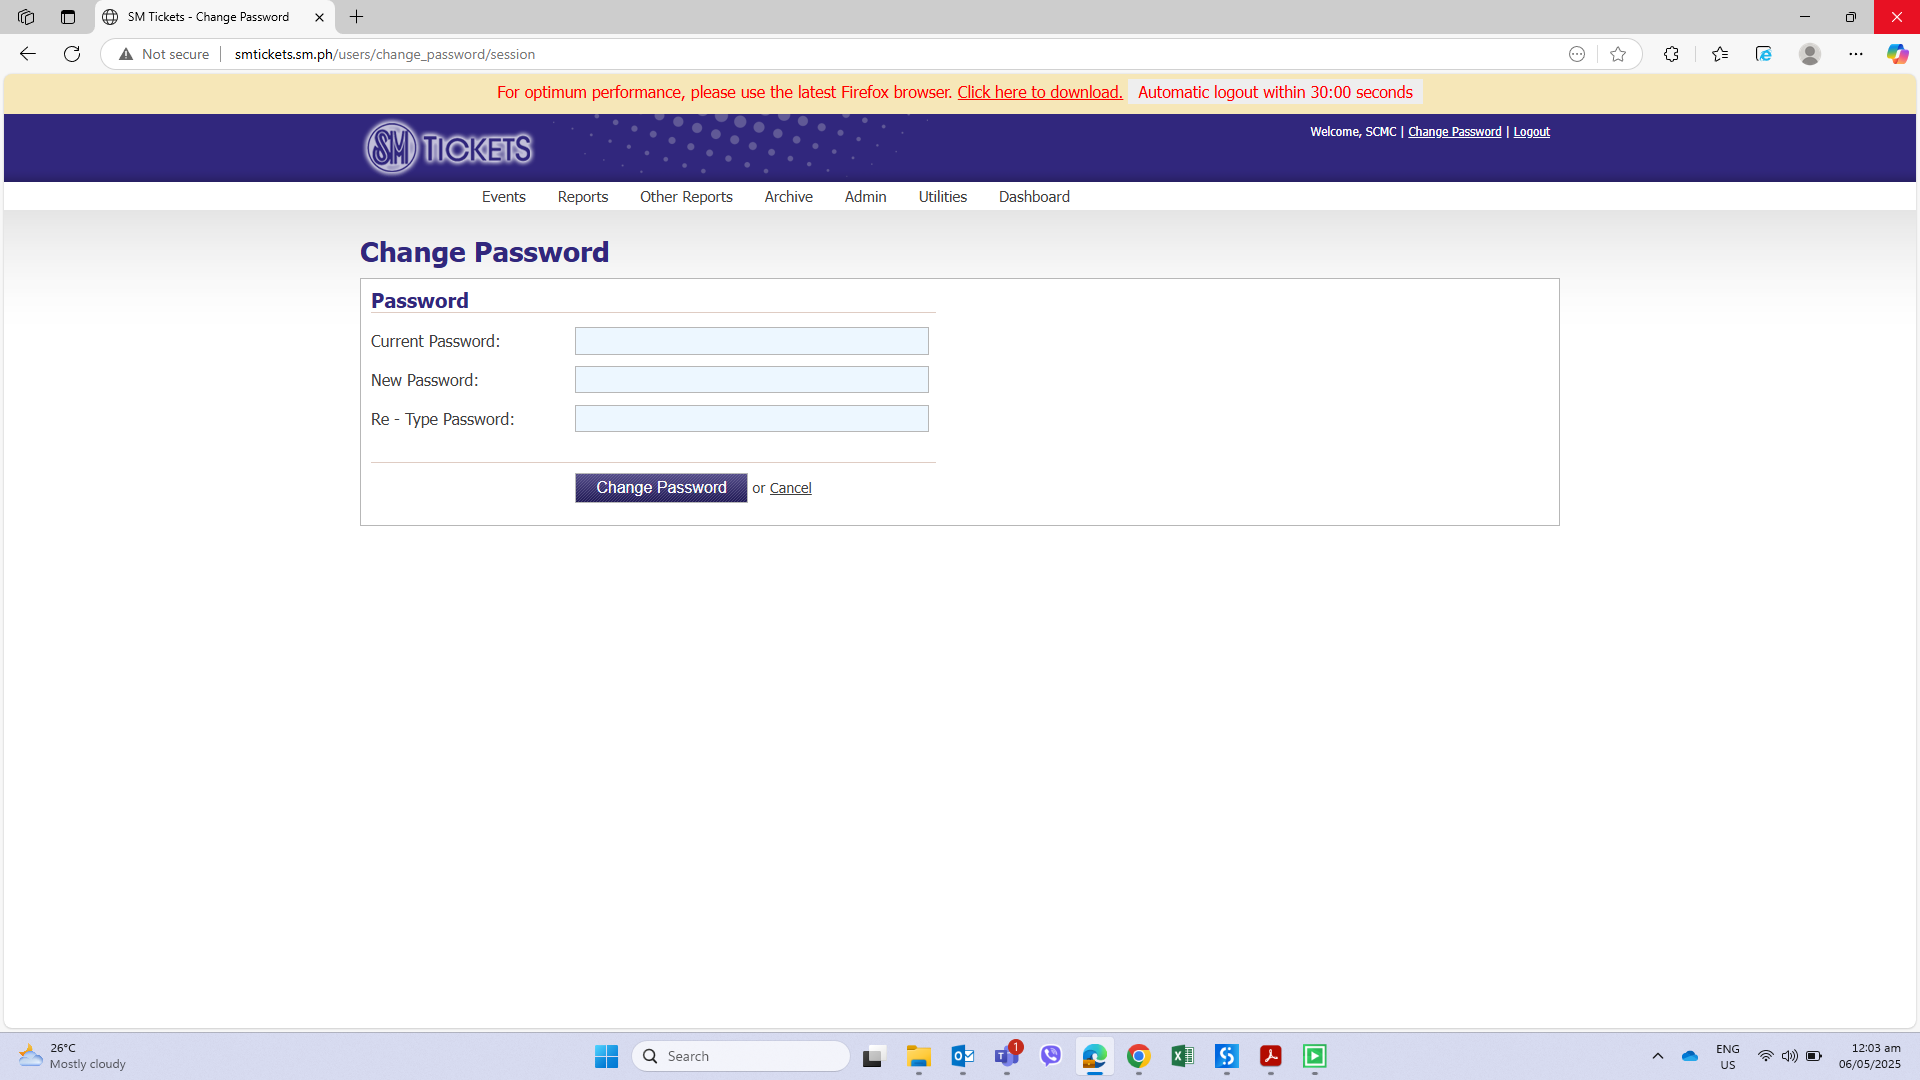 SM Tickets - Change Password
Not secure
smtickets.sm.ph/users/change_password/session
For optimum performance, please use the latest Firefox browser. Click here to download. Automatic logout within 30:00 seconds
SM TICKETS
Welcome, SCMC | Change Password | Logout
Events Reports Other Reports Archive Admin Utilities Dashboard
Change Password
Password
Current Password:
New Password:
Re - Type Password:
Change Password or Cancel
26°C
Mostly cloudy
Search
1
ENG
US
12:03 am
06/05/2025